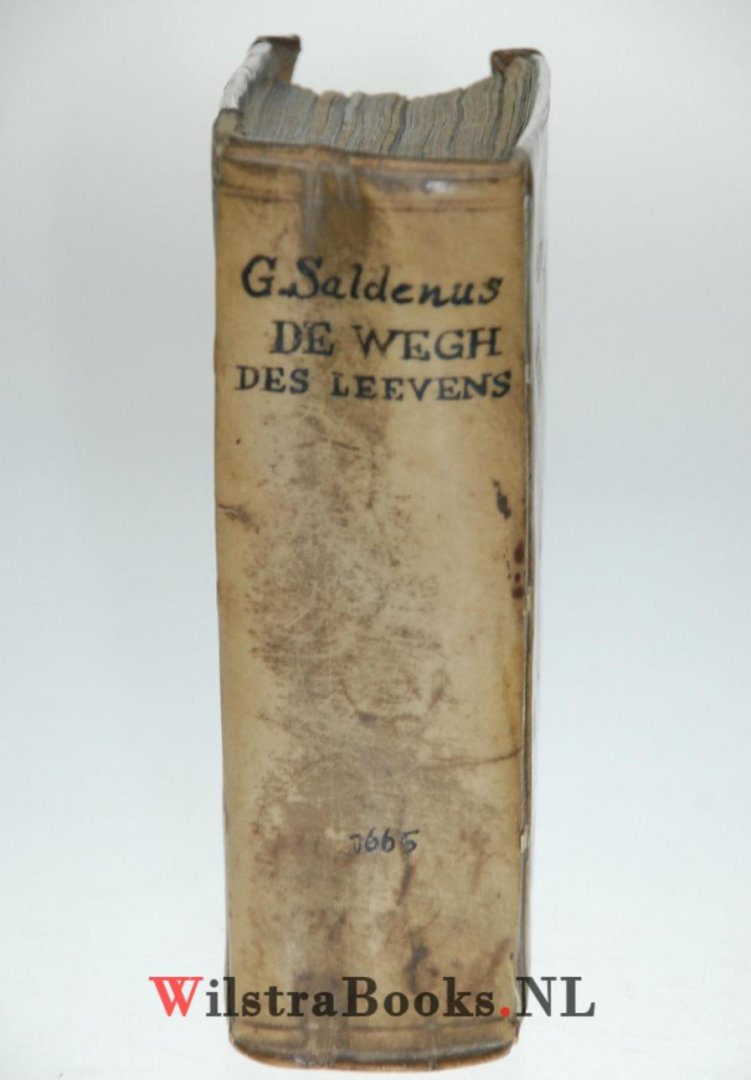 G. Saldenus
DE WEGH
DES LEEVENS
1665
WilstraBooks.NL